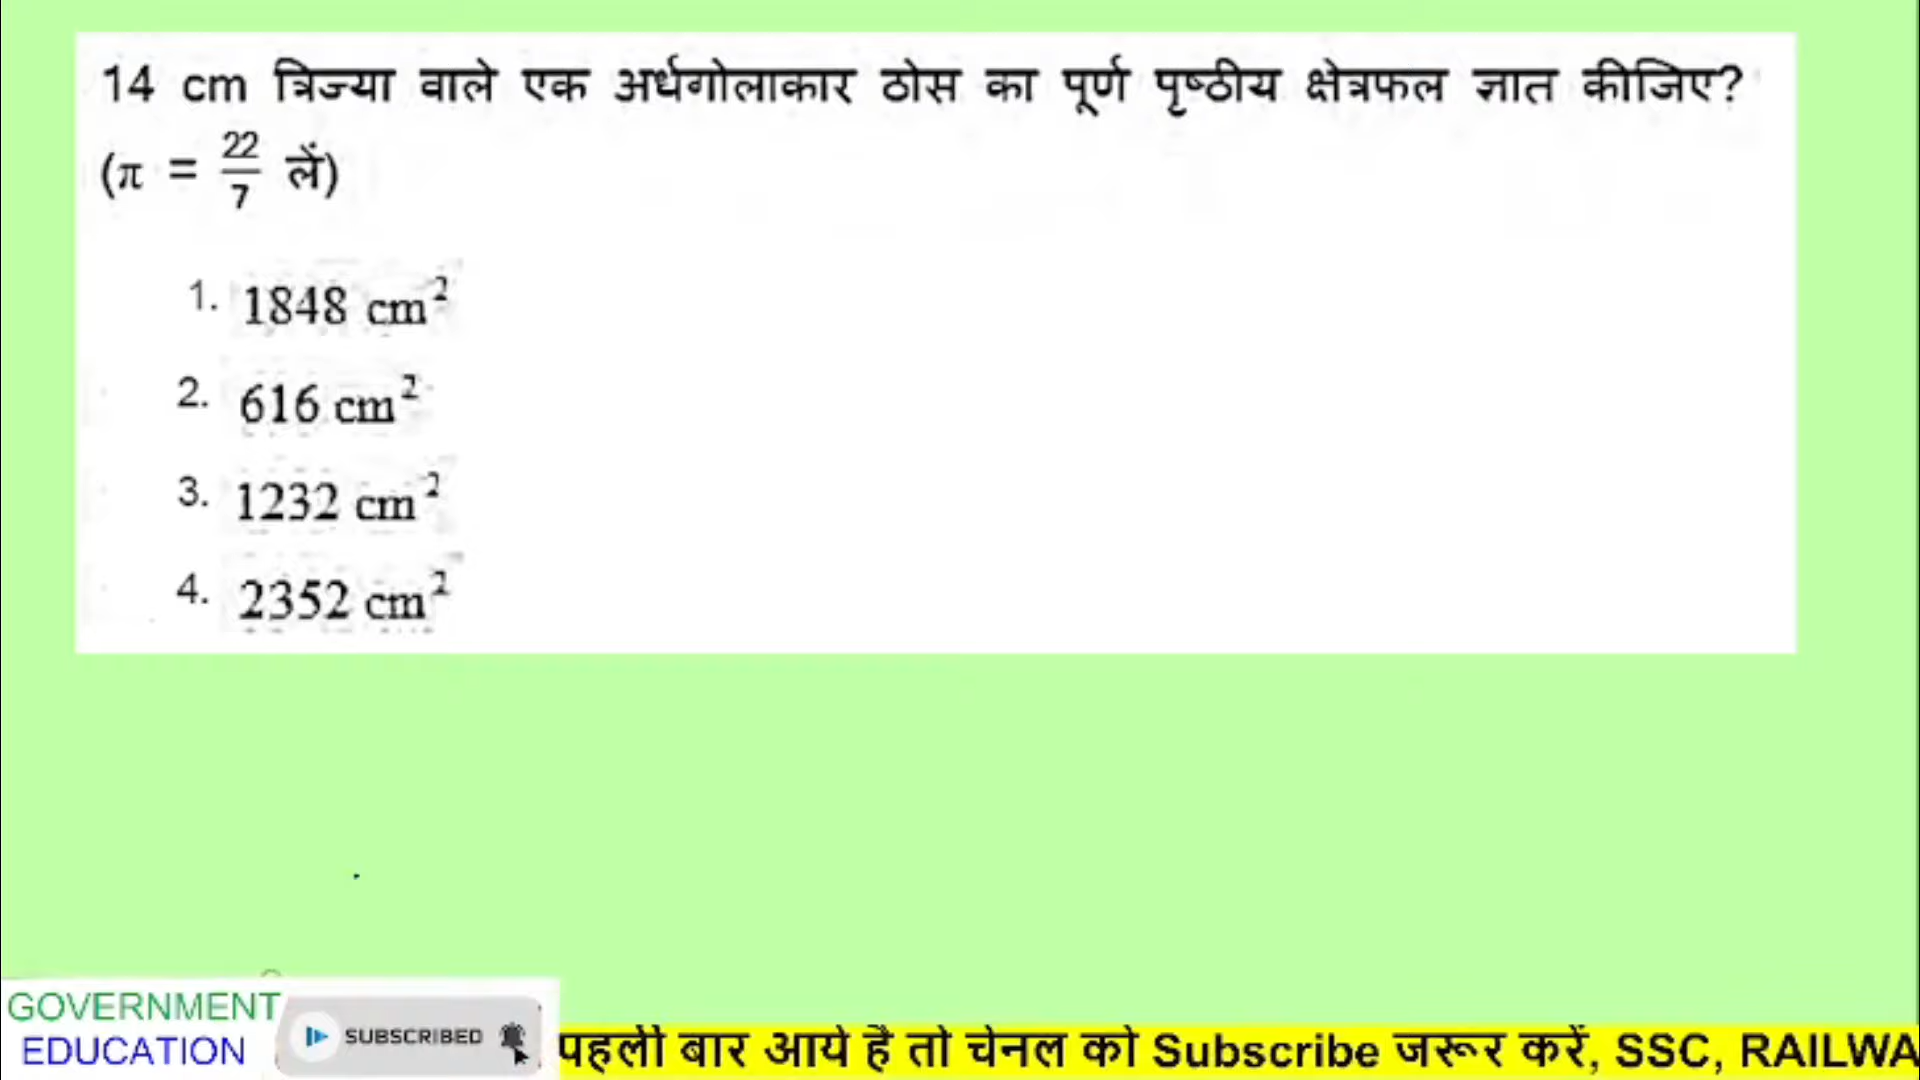 14 cm त्रिज्या वाले एक अर्धगोलाकार ठोस का पूर्ण पृष्ठीय क्षेत्रफल ज्ञात कीजिए?
(π = 22/7 लें)
1. 1848 cm²
2. 616 cm²
3. 1232 cm²
4. 2352 cm²
GOVERNMENT
EDUCATION
SUBSCRIBED
पहली बार आये है तो चेनल को Subscribe जरूर करें, SSC, RAILWA